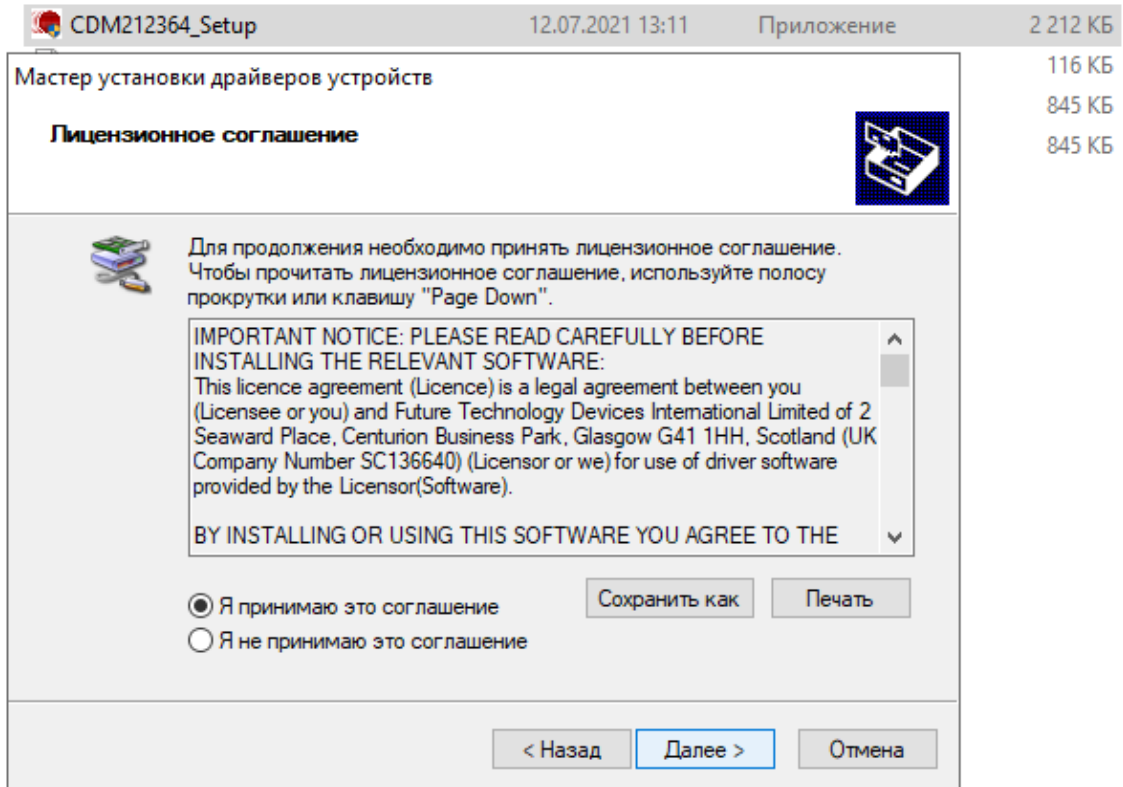 CDM212364_Setup 12.07.2021 13:11 Приложение 2 212 КБ
116 КБ
845 КБ
845 КБ
Мастер установки драйверов устройств
Лицензионное соглашение
Для продолжения необходимо принять лицензионное соглашение.
Чтобы прочитать лицензионное соглашение, используйте полосу
прокрутки или клавишу "Page Down".
IMPORTANT NOTICE: PLEASE READ CAREFULLY BEFORE
INSTALLING THE RELEVANT SOFTWARE:
This licence agreement (Licence) is a legal agreement between you
(Licensee or you) and Future Technology Devices International Limited of 2
Seaward Place, Centurion Business Park, Glasgow G41 1HH, Scotland (UK
Company Number SC136640) (Licensor or we) for use of driver software
provided by the Licensor(Software).
BY INSTALLING OR USING THIS SOFTWARE YOU AGREE TO THE
Сохранить как Печать
Я принимаю это соглашение
Я не принимаю это соглашение
< Назад Далее > Отмена